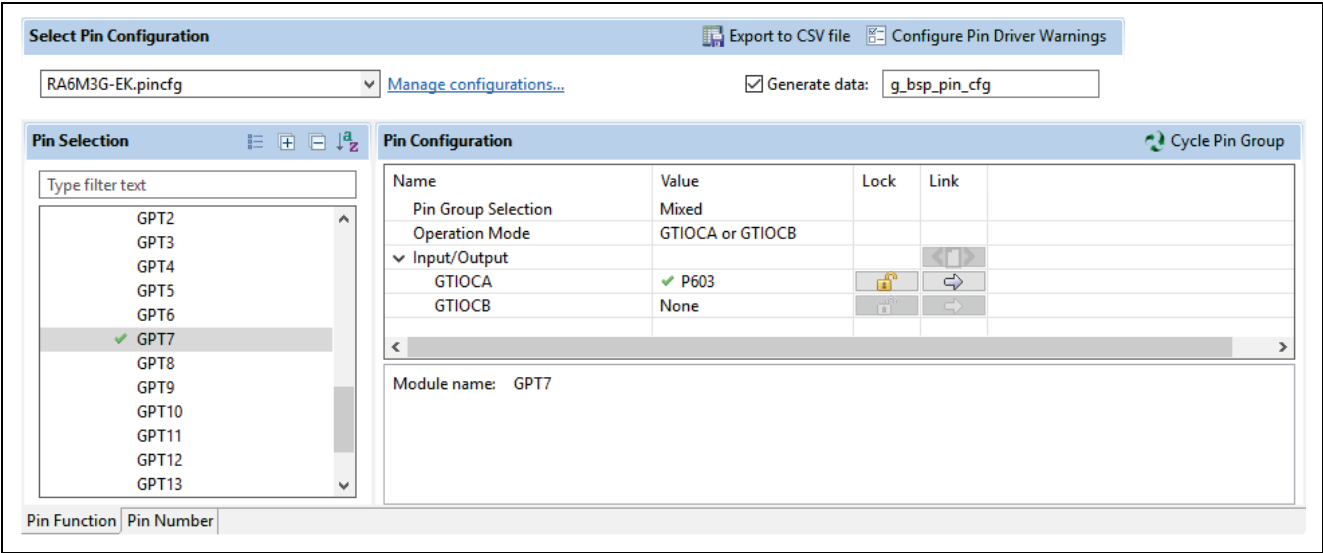 Select Pin Configuration Export to CSV file Configure Pin Driver Warnings
RA6M3G-EK.pincfg Manage configurations... Generate data: g_bsp_pin_cfg
Pin Selection
Type filter text
GPT2
GPT3
GPT4
GPT5
GPT6
GPT7
GPT8
GPT9
GPT10
GPT11
GPT12
GPT13
Pin Configuration Cycle Pin Group
Name Value Lock Link
Pin Group Selection Mixed
Operation Mode GTIOCA or GTIOCB
Input/Output
GTIOCA P603
GTIOCB None
Module name: GPT7
Pin Function Pin Number